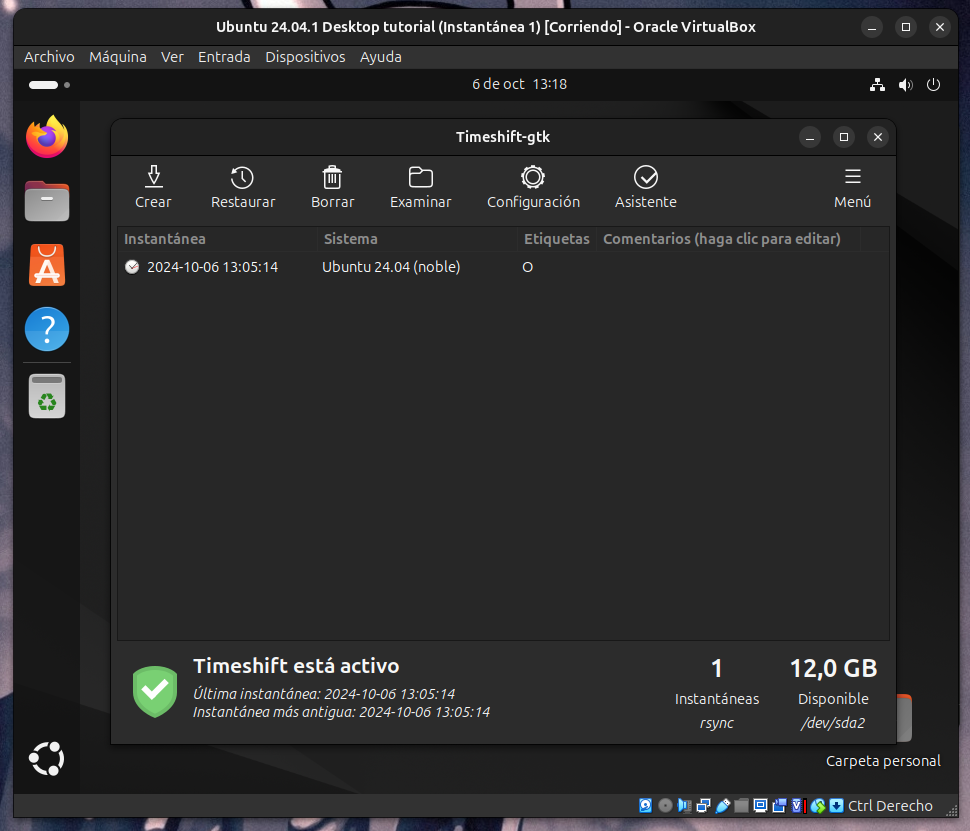 Ubuntu 24.04.1 Desktop tutorial (Instantánea 1) [Corriendo] - Oracle VirtualBox
Archivo Máquina Ver Entrada Dispositivos Ayuda
6 de oct 13:18
Timeshift-gtk
Crear Restaurar Borrar Examinar Configuración Asistente Menú
Instantánea Sistema Etiquetas Comentarios (haga clic para editar)
2024-10-06 13:05:14 Ubuntu 24.04 (noble) O
Timeshift está activo
Última instantánea: 2024-10-06 13:05:14
Instantánea más antigua: 2024-10-06 13:05:14
1 12,0 GB
Instantáneas Disponible
rsync /dev/sda2
Carpeta personal
Ctrl Derecho